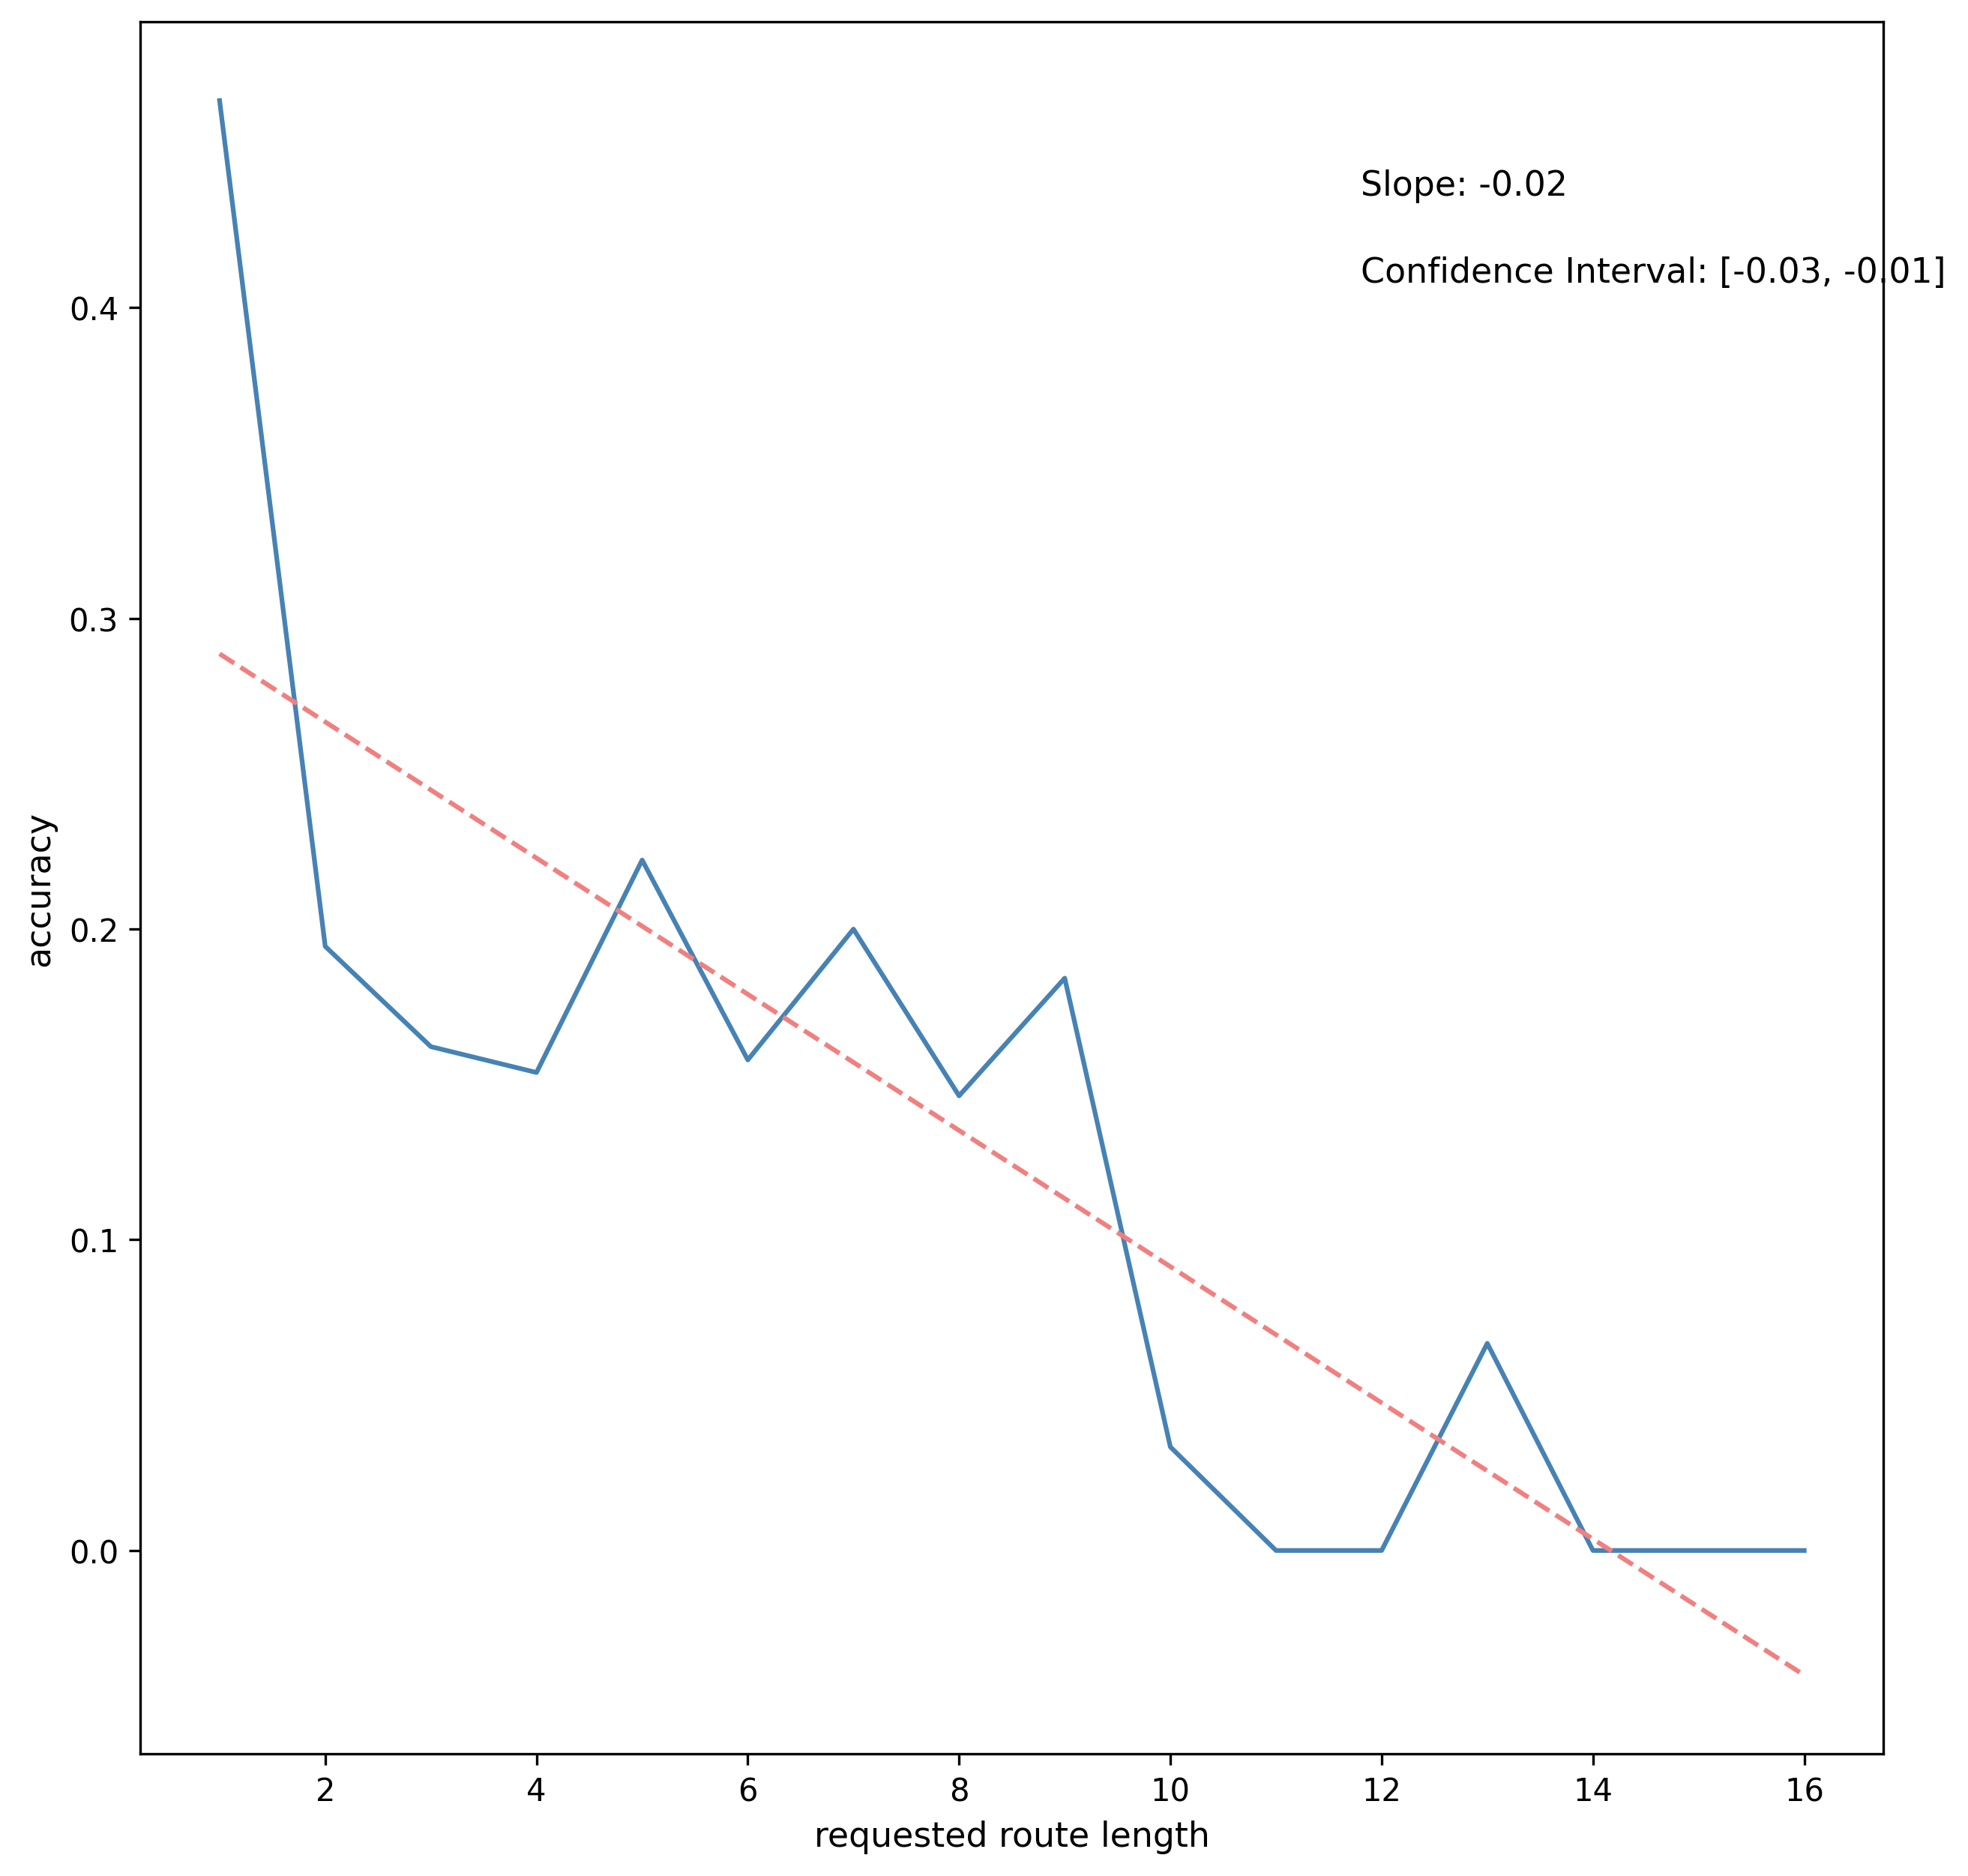 Slope: -0.02
Confidence Interval: [-0.03, -0.01]
0.4
0.3
0.2
0.1
0.0
accuracy
2 4 6 8 10 12 14 16
requested route length